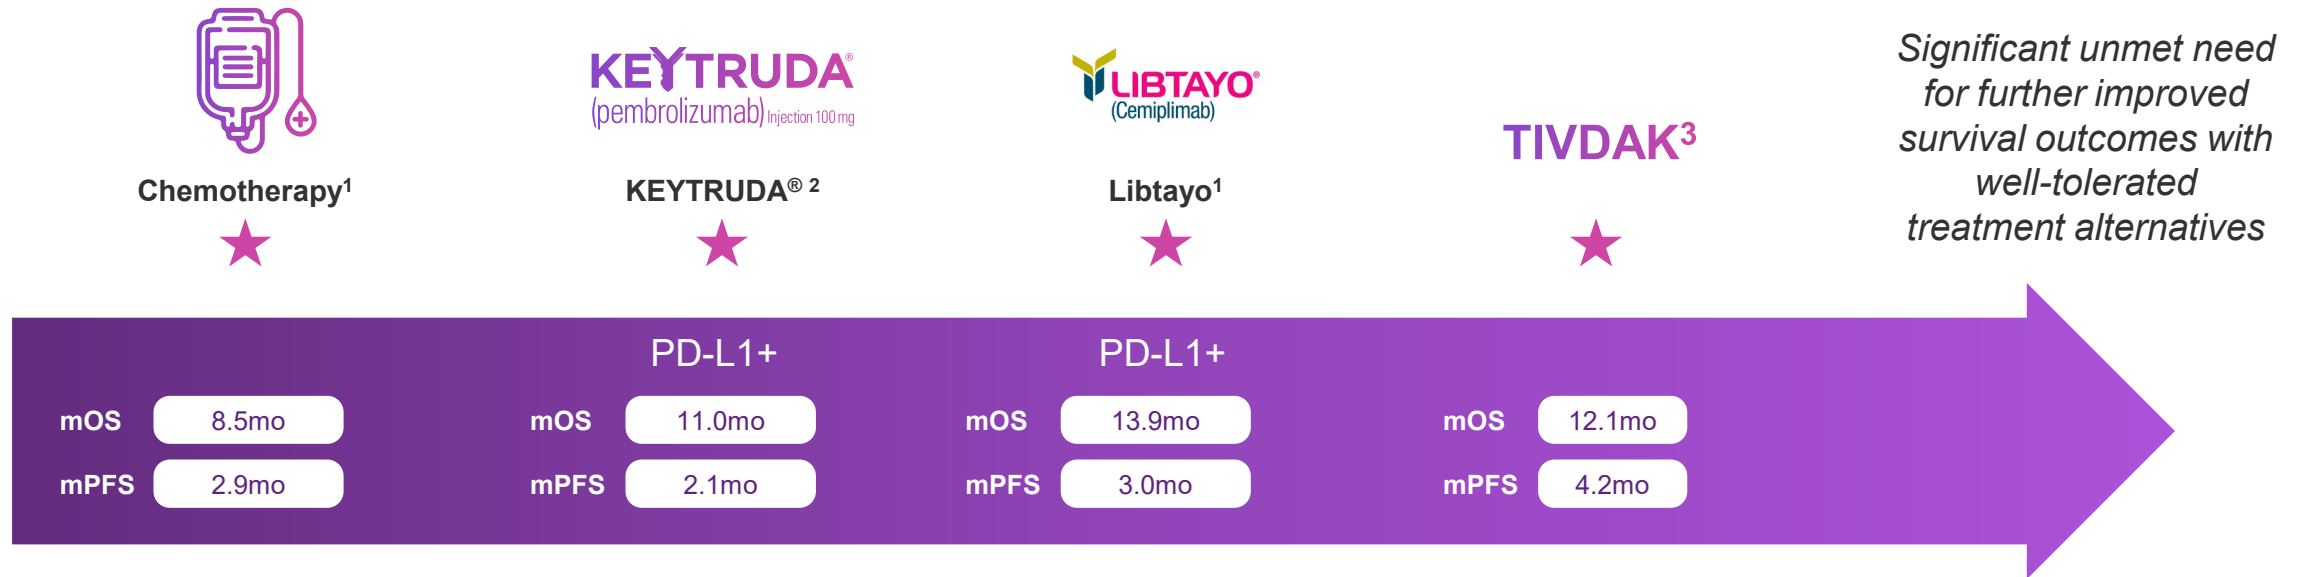 KEYTRUDA®
(pembrolizumab) Injection 100 mg
LIBTAYO®
(Cemiplimab)
TIVDAK3
Significant unmet need
for further improved
survival outcomes with
well-tolerated
treatment alternatives
Chemotherapy1
KEYTRUDA® 2
Libtayo1
PD-L1+
PD-L1+
mOS 8.5mo
mOS 11.0mo
mOS 13.9mo
mOS 12.1mo
mPFS 2.9mo
mPFS 2.1mo
mPFS 3.0mo
mPFS 4.2mo